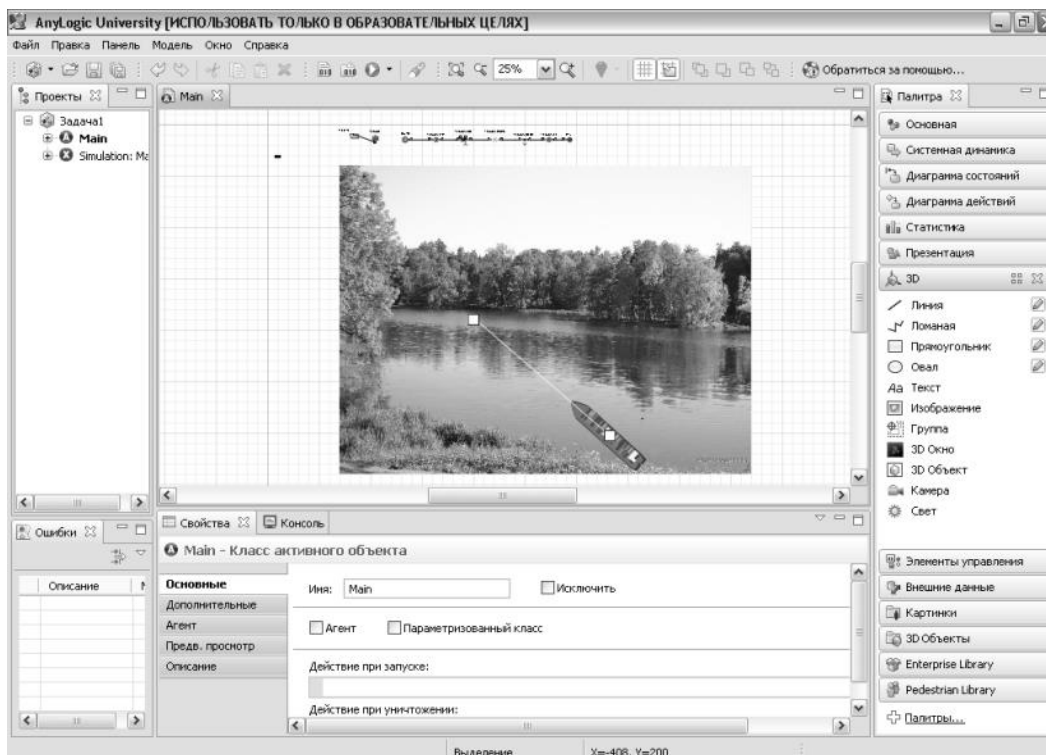 AnyLogic University [ИСПОЛЬЗОВАТЬ ТОЛЬКО В ОБРАЗОВАТЕЛЬНЫХ ЦЕЛЯХ]
Файл Правка Панель Модель Окно Справка
25%
Обратиться за помощью...
Проекты
Main
Палитра
Задача1
Main
Simulation: Ma
Основная
Системная динамика
Диаграмма состояний
Диаграмма действий
Статистика
Презентация
3D
Линия
Ломаная
Прямоугольник
Овал
Aa Текст
Изображение
Группа
3D Окно
3D Объект
Камера
Свет
Элементы управления
Внешние данные
Картинки
3D Объекты
Enterprise Library
Pedestrian Library
Палитры...
Ошибки
Описание
Свойства
Консоль
Main - Класс активного объекта
Основные
Дополнительные
Агент
Предв. просмотр
Описание
Имя: Main
Исключить
Агент
Параметризованный класс
Действие при запуске:
Действие при уничтожении:
Выделение
X=-408, Y=200